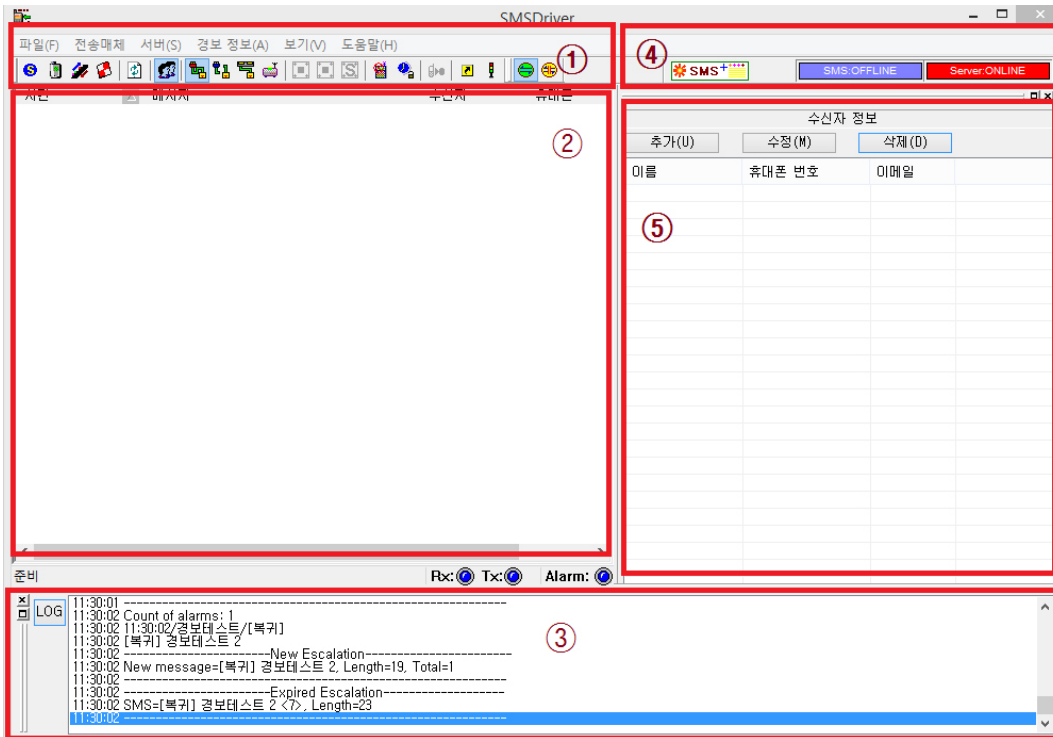 SMSDriver
파일(F) 전송매체 서버(S) 경보 정보(A) 보기(V) 도움말(H)
①
④
SMS+
SMS:OFFLINE
Server:ONLINE
메시지 수신자 휴대폰
②
수신자 정보
추가(U) 수정(M) 삭제(D)
이름 휴대폰 번호 이메일
⑤
준비 Rx: Tx: Alarm:
LOG
11:30:01 ----------------------------------------------------------------
11:30:02 Count of alarms: 1
11:30:02 11:30:02/경보테스트/[복귀]
11:30:02 [복귀] 경보테스트 2
11:30:02 ------------------------New Escalation------------------------
11:30:02 New message=[복귀] 경보테스트 2, Length=19, Total=1
11:30:02 ----------------------------------------------------------------
11:30:02 ------------------------Expired Escalation--------------------
11:30:02 SMS=[복귀] 경보테스트 2 <7>, Length=23
11:30:02 ----------------------------------------------------------------
③